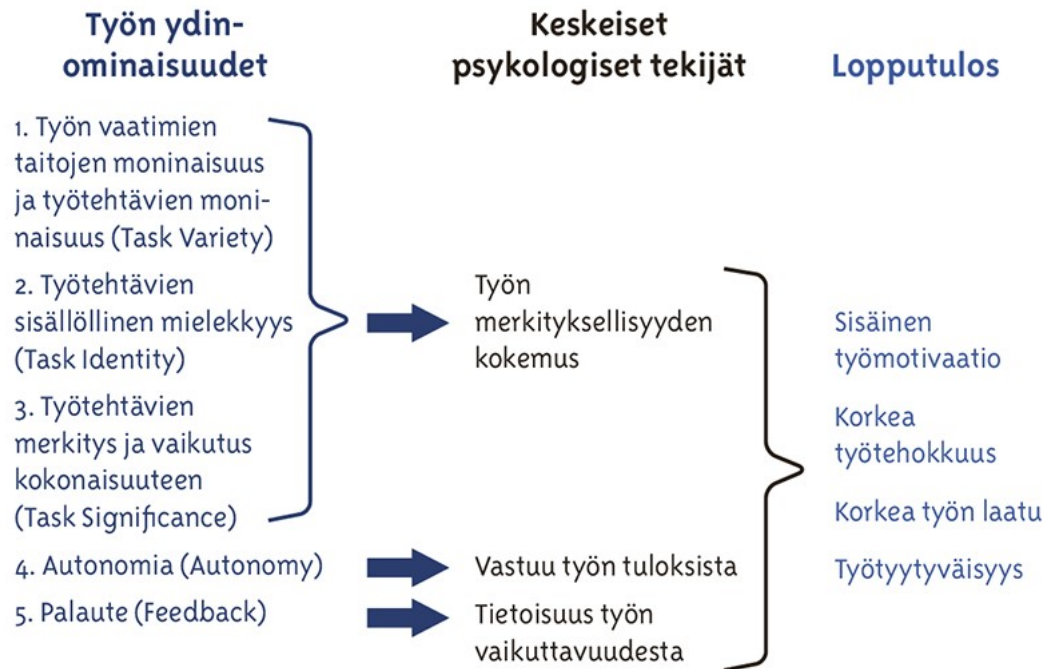 Työn ydin-
ominaisuudet
Keskeiset
psykologiset tekijät
Lopputulos
1. Työn vaatimien
taitojen moninaisuus
ja työtehtävien moni-
naisuus (Task Variety)
2. Työtehtävien
sisällöllinen mielekkyys
(Task Identity)
3. Työtehtävien
merkitys ja vaikutus
kokonaisuuteen
(Task Significance)
4. Autonomia (Autonomy)
5. Palaute (Feedback)
Työn
merkityksellisyyden
kokemus
Vastuu työn tuloksista
Tietoisuus työn
vaikuttavuudesta
Sisäinen
työmotivaatio
Korkea
työtehokkuus
Korkea työn laatu
Työtyytyväisyys